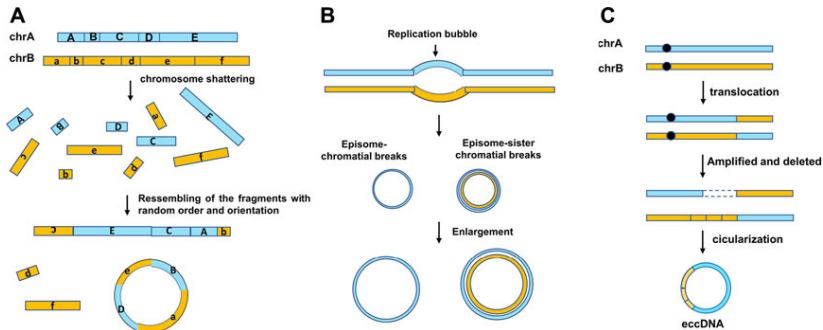 A
chrA
A B C D E
chrB
a b c d e f
chromosome shattering
A
B
D
a
E
C
c
e
b
d
f
Ressembling of the fragments with
random order and orientation
c E C A b
d
f
e
B
D
a
B
Replication bubble
Episome-
chromatial breaks
Episome-sister
chromatial breaks
Enlargement
C
chrA
chrB
translocation
Amplified and deleted
cicularization
eccDNA